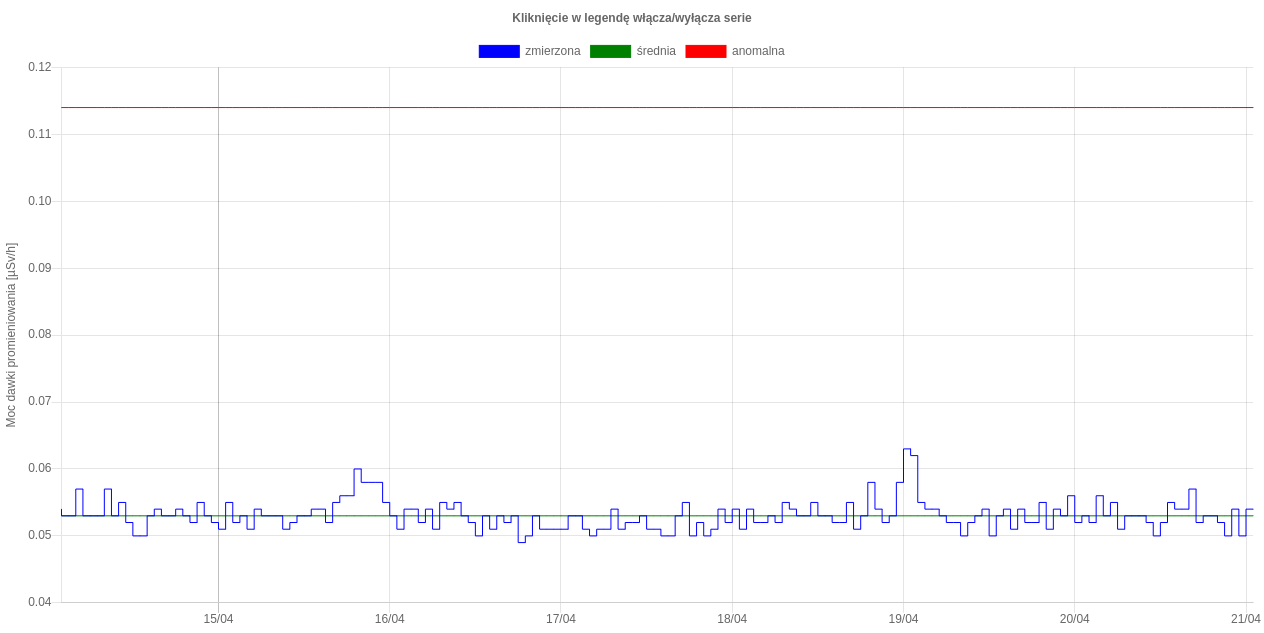 Kliknięcie w legendę włącza/wyłącza serie
zmierzona średnia anomalna
Moc dawki promieniowania [µSv/h]
0.12
0.11
0.10
0.09
0.08
0.07
0.06
0.05
0.04
15/04 16/04 17/04 18/04 19/04 20/04 21/04